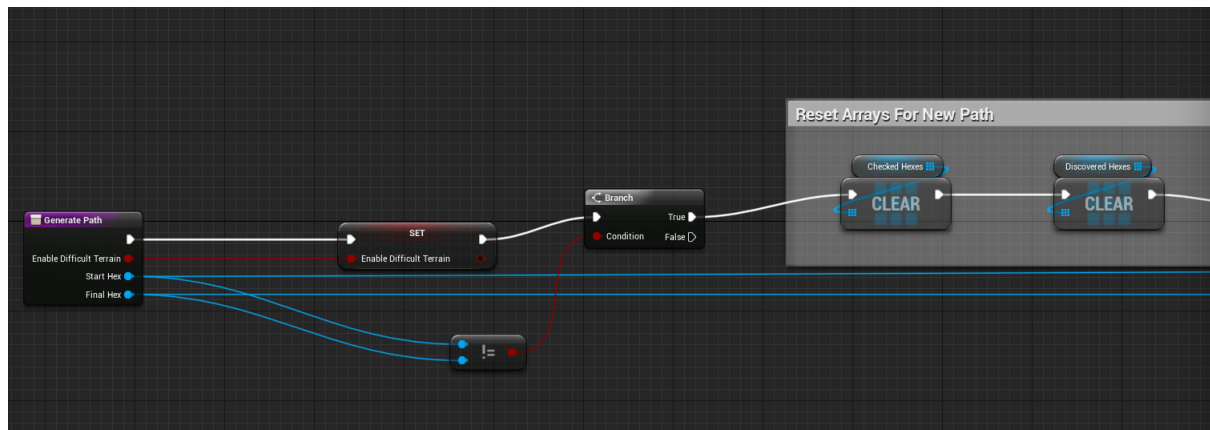 Reset Arrays For New Path
Checked Hexes
Discovered Hexes
CLEAR
CLEAR
Branch
True
Condition
False
Generate Path
Enable Difficult Terrain
Start Hex
Final Hex
SET
Enable Difficult Terrain
!=